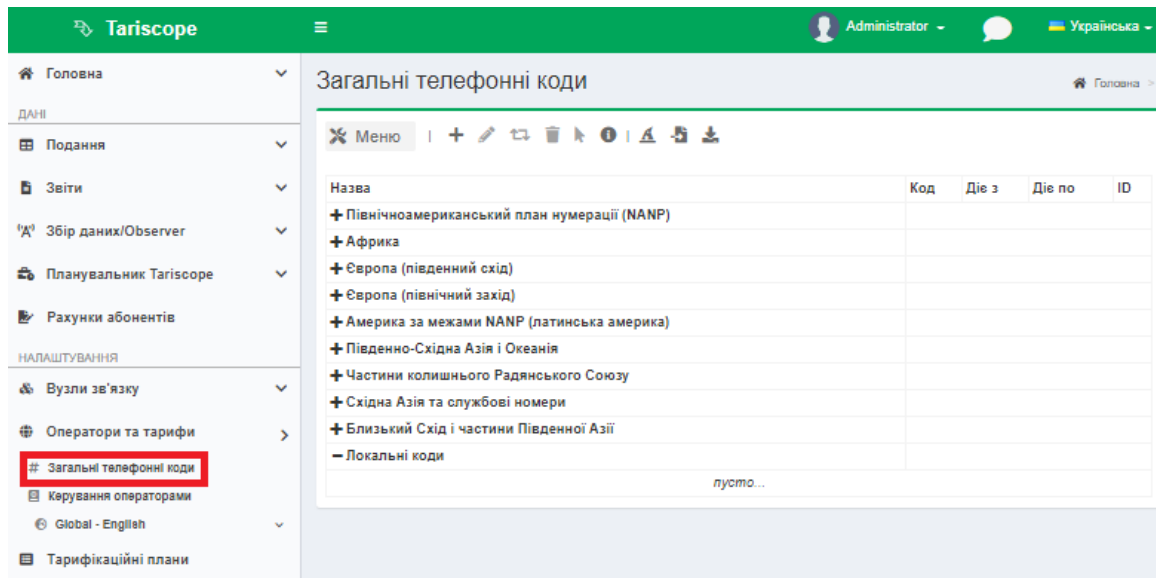 Tariscope
Administrator
Українська
Головна
ДАНІ
Подання
Звіти
Збір даних/Observer
Планувальник Tariscope
Рахунки абонентів
НАЛАШТУВАННЯ
Вузли зв'язку
Оператори та тарифи
# Загальні телефонні коди
Керування операторами
Global - English
Тарифікаційні плани
Загальні телефонні коди
Головна >
Меню
Назва Код Діє з Діє по ID
Північноамериканський план нумерації (NANP)
Африка
Європа (південний схід)
Європа (північний захід)
Америка за межами NANP (латинська америка)
Південно-Східна Азія і Океанія
Частини колишнього Радянського Союзу
Східна Азія та службові номери
Близький Схід і частини Південної Азії
Локальні коди
пусто...